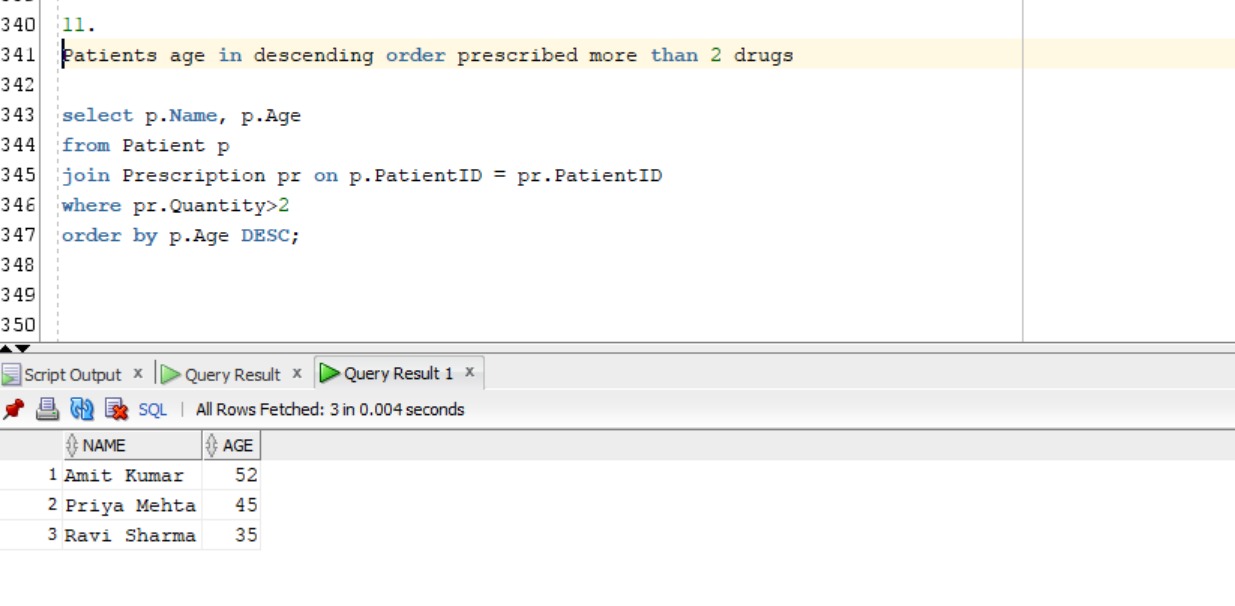 340 11.
341 Patients age in descending order prescribed more than 2 drugs
342
343 select p.Name, p.Age
344 from Patient p
345 join Prescription pr on p.PatientID = pr.PatientID
346 where pr.Quantity>2
347 order by p.Age DESC;
348
349
350
Script Output x Query Result x Query Result 1 x
SQL | All Rows Fetched: 3 in 0.004 seconds
NAME AGE
1 Amit Kumar 52
2 Priya Mehta 45
3 Ravi Sharma 35